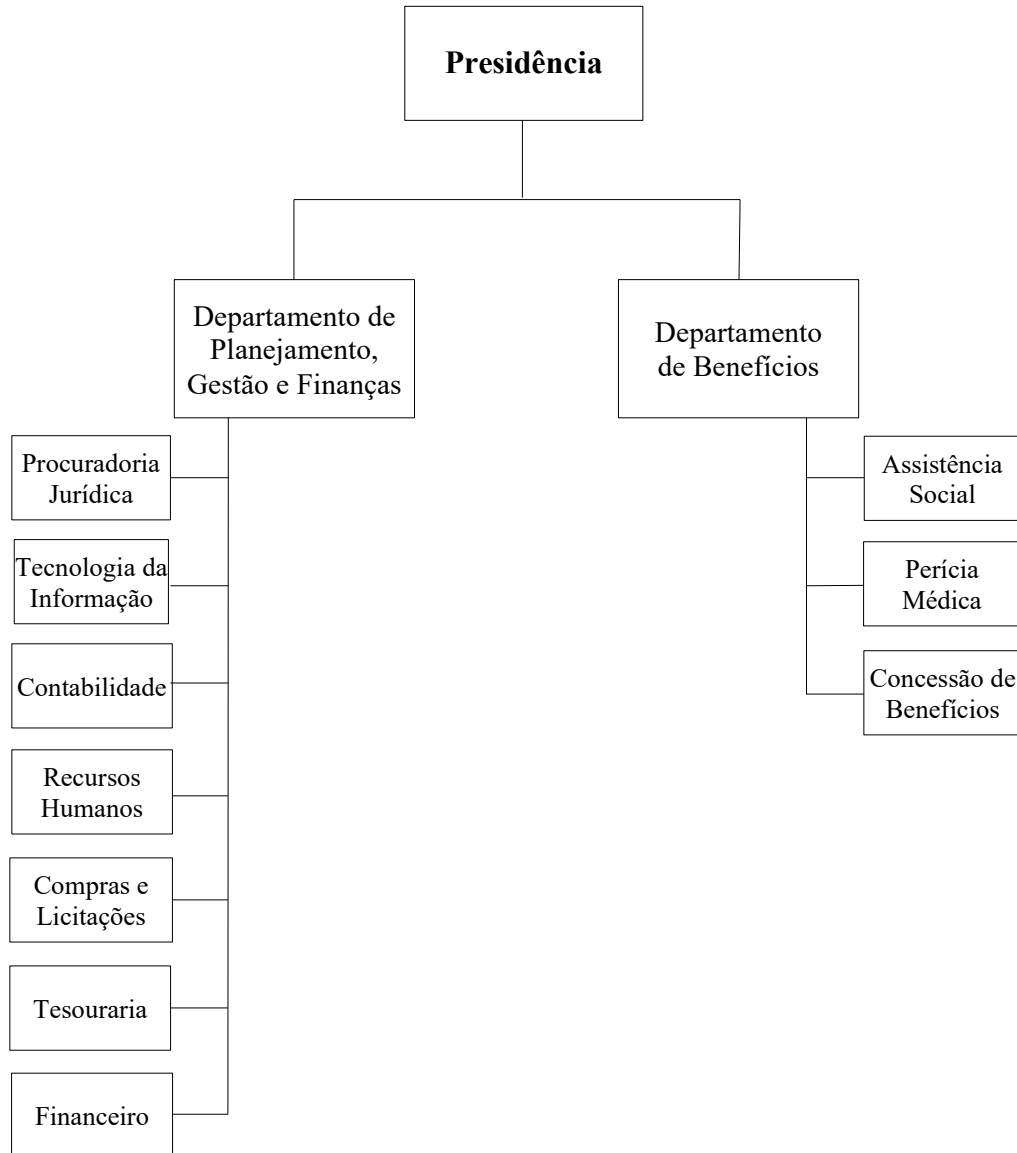 Presidência
Departamento de
Planejamento,
Gestão e Finanças
Departamento
de Benefícios
Procuradoria
Jurídica
Tecnologia da
Informação
Contabilidade
Recursos
Humanos
Compras e
Licitações
Tesouraria
Financeiro
Assistência
Social
Perícia
Médica
Concessão de
Benefícios